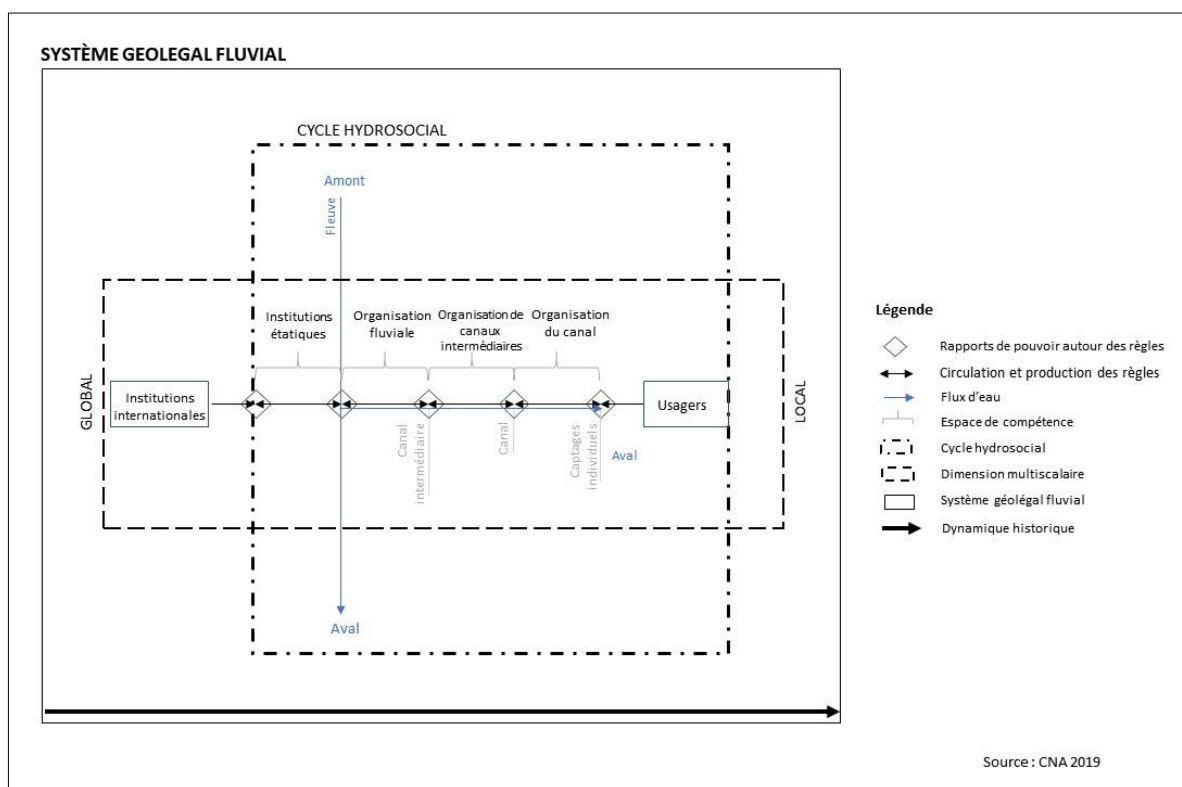 SYSTÈME GEOLEGAL FLUVIAL
CYCLE HYDROSOCIAL
Amont
Fleuve
Institutions
étatiques
Organisation
fluviale
Organisation de
canaux
intermédiaires
Organisation
du canal
GLOBAL
Institutions
internationales
Usagers
LOCAL
Canal
intermédiaire
Canal
Captages
individuels
Aval
Aval
Légende
Rapports de pouvoir autour des règles
Circulation et production des règles
Flux d'eau
Espace de compétence
Cycle hydrosocial
Dimension multiscalaire
Système géolégal fluvial
Dynamique historique
Source : CNA 2019